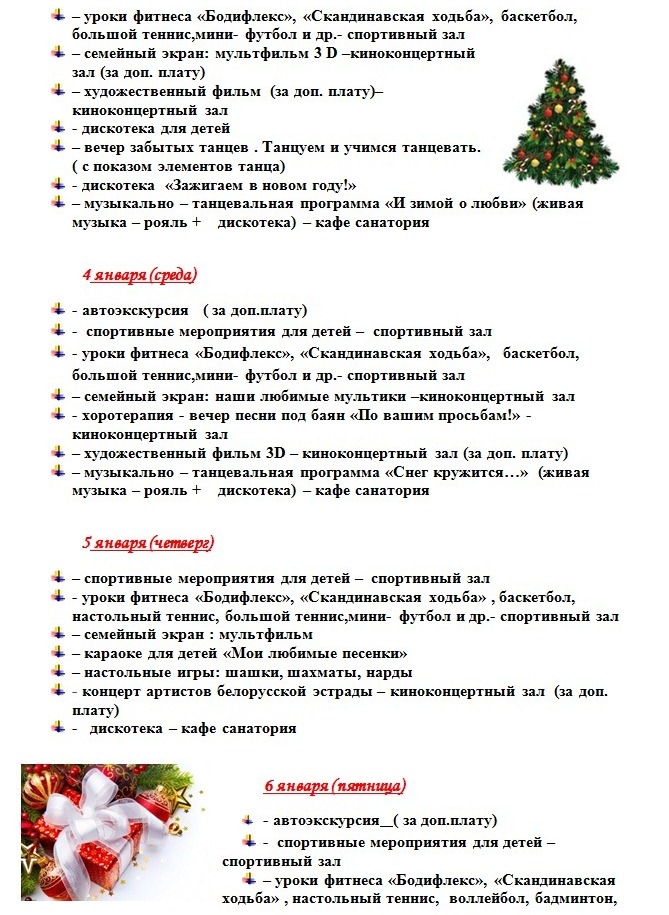 – уроки фитнеса «Бодифлекс», «Скандинавская ходьба», баскетбол,
большой теннис,мини- футбол и др.- спортивный зал
– семейный экран: мультфильм 3 D –киноконцертный
зал (за доп. плату)
– художественный фильм (за доп. плату)–
киноконцертный зал
- дискотека для детей
– вечер забытых танцев . Танцуем и учимся танцевать.
( с показом элементов танца)
- дискотека «Зажигаем в новом году!»
– музыкально – танцевальная программа «И зимой о любви» (живая
музыка – рояль + дискотека) – кафе санатория
4 января (среда)
- автоэкскурсия ( за доп.плату)
- спортивные мероприятия для детей – спортивный зал
- уроки фитнеса «Бодифлекс», «Скандинавская ходьба», баскетбол,
большой теннис,мини- футбол и др.- спортивный зал
– семейный экран: наши любимые мультики –киноконцертный зал
- хоротерапия - вечер песни под баян «По вашим просьбам!» -
киноконцертный зал
– художественный фильм 3D – киноконцертный зал (за доп. плату)
– музыкально – танцевальная программа «Снег кружится…» (живая
музыка – рояль + дискотека) – кафе санатория
5 января (четверг)
– спортивные мероприятия для детей – спортивный зал
- уроки фитнеса «Бодифлекс», «Скандинавская ходьба» , баскетбол,
настольный теннис, большой теннис,мини- футбол и др.- спортивный зал
– семейный экран : мультфильм
– караоке для детей «Мои любимые песенки»
– настольные игры: шашки, шахматы, нарды
- концерт артистов белорусской эстрады – киноконцертный зал (за доп.
плату)
- дискотека – кафе санатория
6 января (пятница)
- автоэкскурсия_( за доп.плату)
- спортивные мероприятия для детей –
спортивный зал
– уроки фитнеса «Бодифлекс», «Скандинавская
ходьба» , настольный теннис, воллейбол, бадминтон,